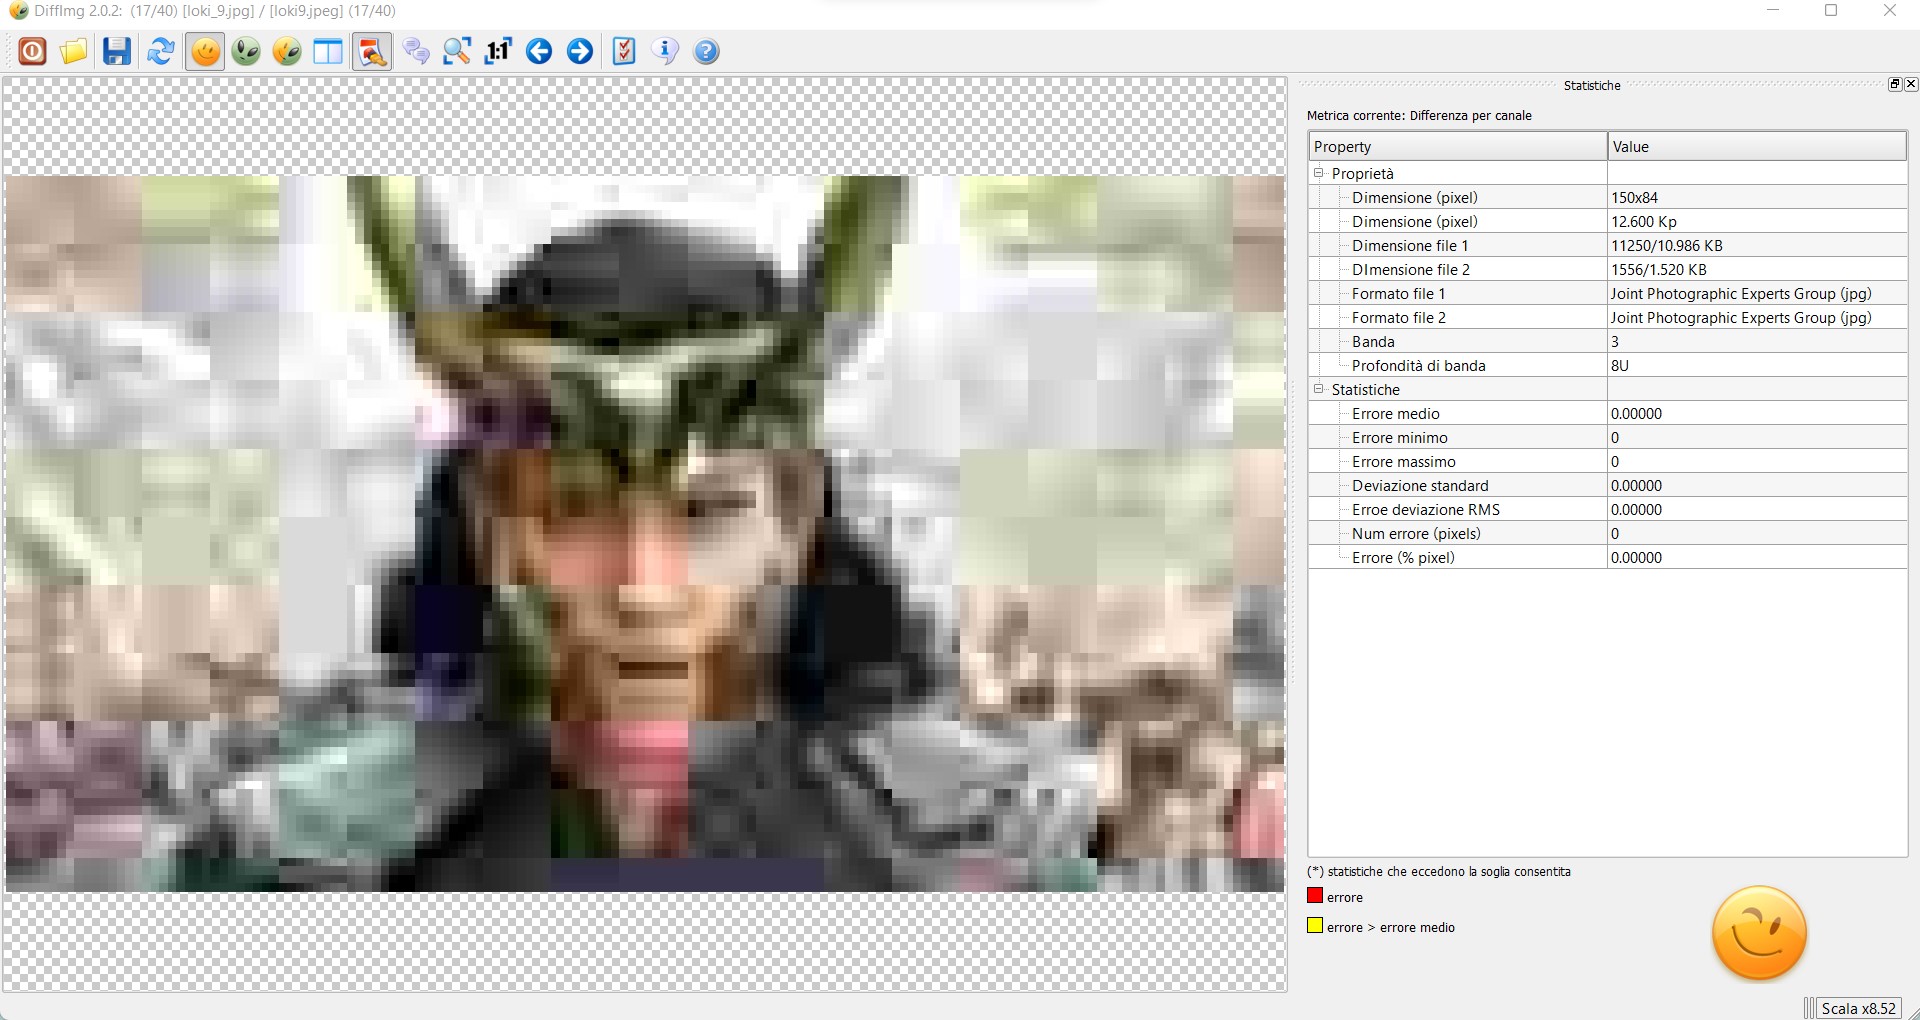 DiffImg 2.0.2: (17/40) [loki_9.jpg] / [loki9.jpeg] (17/40)
1:1
Statistiche
Metrica corrente: Differenza per canale
Property Value
Proprietà
Dimensione (pixel) 150x84
Dimensione (pixel) 12.600 Kp
Dimensione file 1 11250/10.986 KB
DImensione file 2 1556/1.520 KB
Formato file 1 Joint Photographic Experts Group (jpg)
Formato file 2 Joint Photographic Experts Group (jpg)
Banda 3
Profondità di banda 8U
Statistiche
Errore medio 0.00000
Errore minimo 0
Errore massimo 0
Deviazione standard 0.00000
Erroe deviazione RMS 0.00000
Num errore (pixels) 0
Errore (% pixel) 0.00000
(*) statistiche che eccedono la soglia consentita
errore
errore > errore medio
Scala x8.52